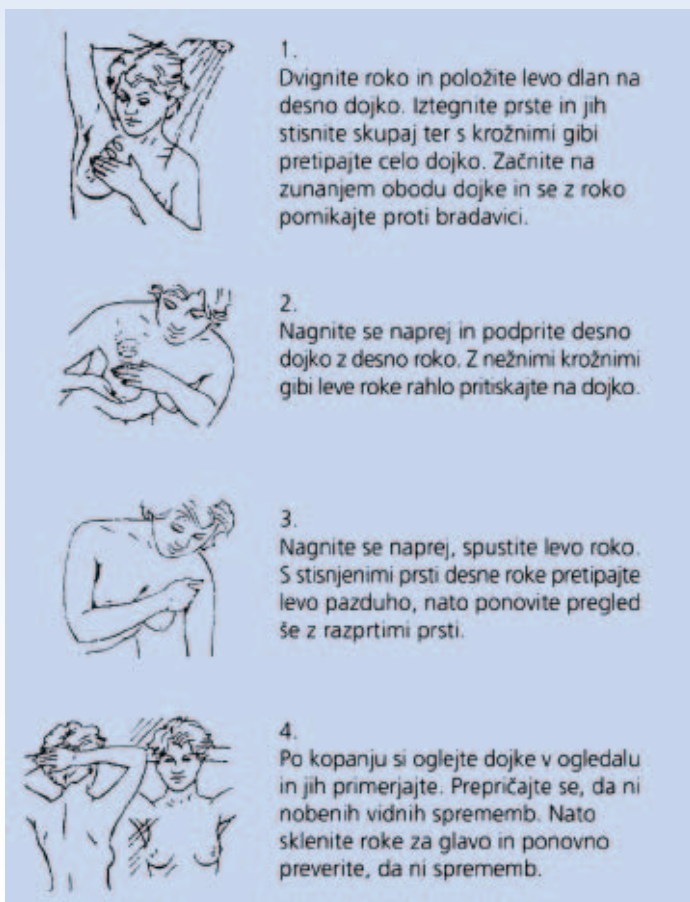 1.
Dvignite roko in položite levo dlan na
desno dojko. Iztegnite prste in jih
stisnite skupaj ter s krožnimi gibi
pretipajte celo dojko. Začnite na
zunanjem obodu dojke in se z roko
pomikajte proti bradavici.
2.
Nagnite se naprej in podprite desno
dojko z desno roko. Z nežnimi krožnimi
gibi leve roke rahlo pritiskajte na dojko.
3.
Nagnite se naprej, spustite levo roko.
S stisnjenimi prsti desne roke pretipajte
levo pazduho, nato ponovite pregled
še z razprtimi prsti.
4.
Po kopanju si oglejte dojke v ogledalu
in jih primerjajte. Prepričajte se, da ni
nobenih vidnih sprememb. Nato
sklenite roke za glavo in ponovno
preverite, da ni sprememb.